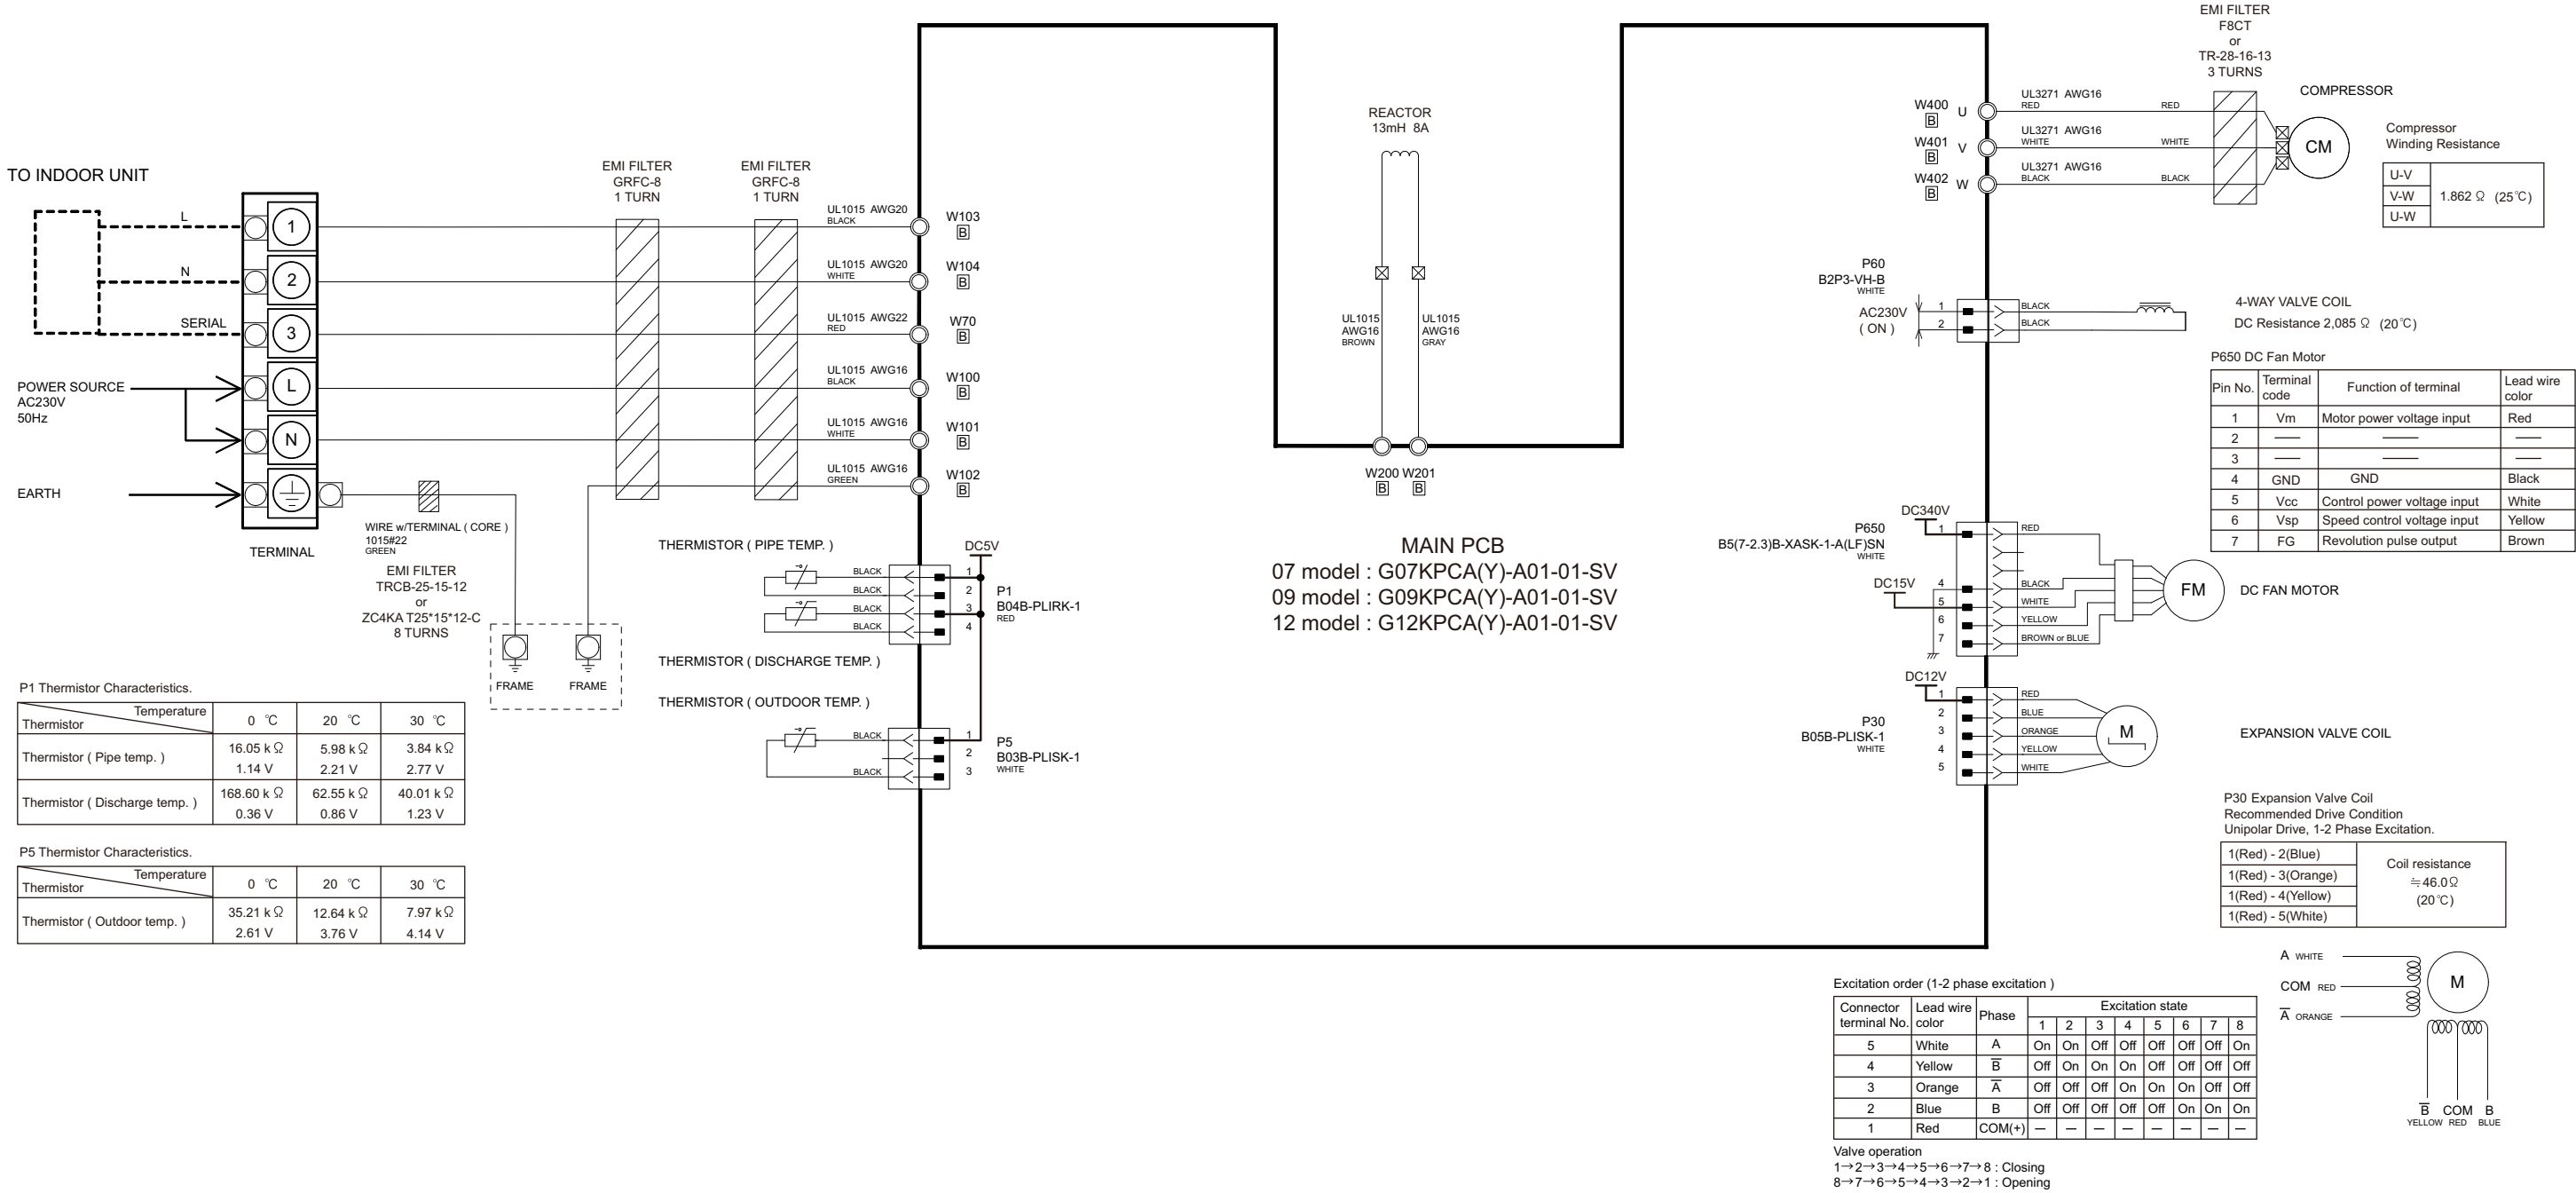 TO INDOOR UNIT
L
N
SERIAL
POWER SOURCE
AC230V
50Hz
EARTH
1
2
3
L
N
TERMINAL
WIRE w/TERMINAL ( CORE )
1015#22
GREEN
EMI FILTER
TRCB-25-15-12
or
ZC4KA T25*15*12-C
8 TURNS
FRAME
FRAME
EMI FILTER
GRFC-8
1 TURN
EMI FILTER
GRFC-8
1 TURN
UL1015 AWG20
BLACK
W103
B
UL1015 AWG20
WHITE
W104
B
UL1015 AWG22
RED
W70
B
UL1015 AWG16
BLACK
W100
B
UL1015 AWG16
WHITE
W101
B
UL1015 AWG16
GREEN
W102
B
THERMISTOR ( PIPE TEMP. )
DC5V
BLACK
BLACK
BLACK
BLACK
1
2
3
4
P1
B04B-PLIRK-1
RED
THERMISTOR ( DISCHARGE TEMP. )
THERMISTOR ( OUTDOOR TEMP. )
BLACK
BLACK
1
2
3
P5
B03B-PLISK-1
WHITE
P1 Thermistor Characteristics.
Temperature
Thermistor
0 ℃
20 ℃
30 ℃
Thermistor ( Pipe temp. )
16.05 k Ω
5.98 k Ω
3.84 k Ω
1.14 V
2.21 V
2.77 V
Thermistor ( Discharge temp. )
168.60 k Ω
62.55 k Ω
40.01 k Ω
0.36 V
0.86 V
1.23 V
P5 Thermistor Characteristics.
Temperature
Thermistor
0 ℃
20 ℃
30 ℃
Thermistor ( Outdoor temp. )
35.21 k Ω
12.64 k Ω
7.97 k Ω
2.61 V
3.76 V
4.14 V
REACTOR
13mH 8A
UL1015
AWG16
BROWN
UL1015
AWG16
GRAY
W200 W201
B B
MAIN PCB
07 model : G07KPCA(Y)-A01-01-SV
09 model : G09KPCA(Y)-A01-01-SV
12 model : G12KPCA(Y)-A01-01-SV
EMI FILTER
F8CT
or
TR-28-16-13
3 TURNS
COMPRESSOR
W400
B
U
UL3271 AWG16
RED
RED
W401
B
V
UL3271 AWG16
WHITE
WHITE
W402
B
W
UL3271 AWG16
BLACK
BLACK
CM
Compressor
Winding Resistance
U-V
V-W
U-W
1.862 Ω (25℃)
P60
B2P3-VH-B
WHITE
AC230V
( ON )
1
2
BLACK
BLACK
4-WAY VALVE COIL
DC Resistance 2,085 Ω (20℃)
P650 DC Fan Motor
Pin No.
Terminal code
Function of terminal
Lead wire color
1 Vm Motor power voltage input Red
2 — — —
3 — — —
4 GND GND Black
5 Vcc Control power voltage input White
6 Vsp Speed control voltage input Yellow
7 FG Revolution pulse output Brown
DC340V
P650
B5(7-2.3)B-XASK-1-A(LF)SN
WHITE
DC15V
1
4
5
6
7
RED
BLACK
WHITE
YELLOW
BROWN or BLUE
FM
DC FAN MOTOR
DC12V
P30
B05B-PLISK-1
WHITE
1
2
3
4
5
RED
BLUE
ORANGE
YELLOW
WHITE
M
EXPANSION VALVE COIL
P30 Expansion Valve Coil
Recommended Drive Condition
Unipolar Drive, 1-2 Phase Excitation.
1(Red) - 2(Blue)
1(Red) - 3(Orange)
1(Red) - 4(Yellow)
1(Red) - 5(White)
Coil resistance
≒46.0Ω
(20℃)
A WHITE
COM RED
A̅ ORANGE
M
B̅ COM B
YELLOW RED BLUE
Excitation order (1-2 phase excitation )
Connector terminal No.
Lead wire color
Phase
Excitation state
1 2 3 4 5 6 7 8
5 White A On On Off Off Off Off Off On
4 Yellow B̅ Off On On On Off Off Off Off
3 Orange A̅ Off Off Off On On On Off Off
2 Blue B Off Off Off Off Off On On On
1 Red COM(+) — — — — — — — —
Valve operation
1→2→3→4→5→6→7→8 : Closing
8→7→6→5→4→3→2→1 : Opening